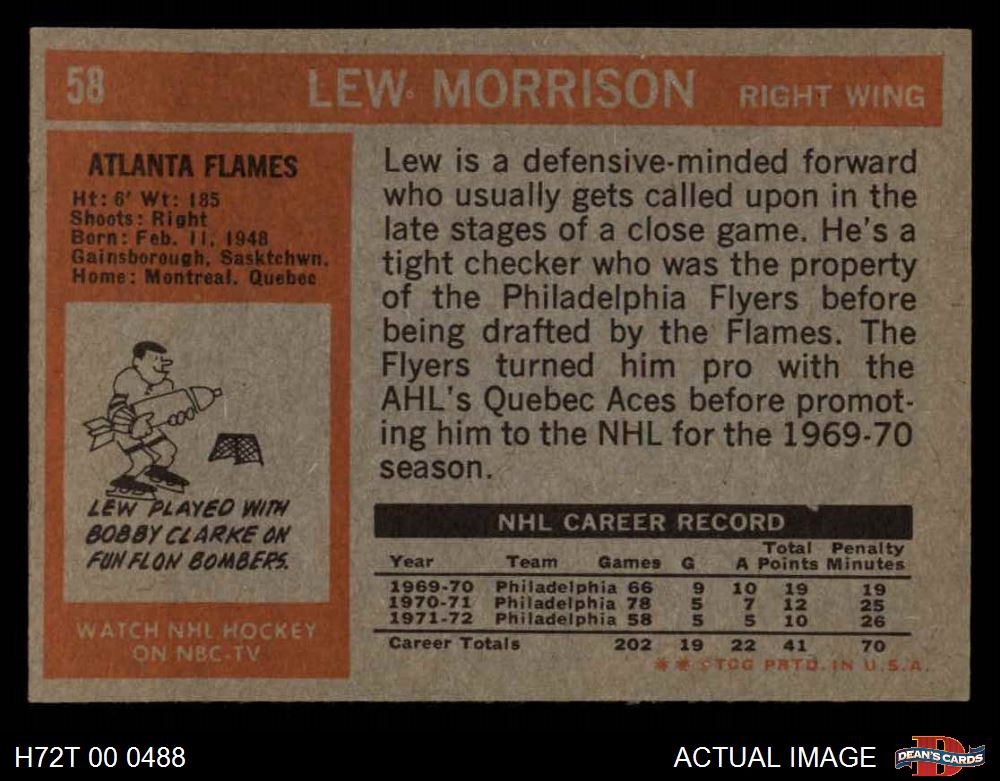 58 LEW MORRISON RIGHT WING
ATLANTA FLAMES
Ht: 6' Wt: 185
Shoots: Right
Born: Feb. 11, 1948
Gainsborough, Sasktchwn.
Home: Montreal, Quebec
LEW PLAYED WITH
BOBBY CLARKE ON
FUN FLON BOMBERS.
WATCH NHL HOCKEY
ON NBC-TV
Lew is a defensive-minded forward
who usually gets called upon in the
late stages of a close game. He's a
tight checker who was the property
of the Philadelphia Flyers before
being drafted by the Flames. The
Flyers turned him pro with the
AHL's Quebec Aces before promot-
ing him to the NHL for the 1969-70
season.
NHL CAREER RECORD
Year Team Games G A Total Points Penalty Minutes
1969-70 Philadelphia 66 9 10 19 19
1970-71 Philadelphia 78 5 7 12 25
1971-72 Philadelphia 58 5 5 10 26
Career Totals 202 19 22 41 70
** ©TCG PRTD. IN U.S.A.
H72T 00 0488
ACTUAL IMAGE
D
DEAN'S CARDS